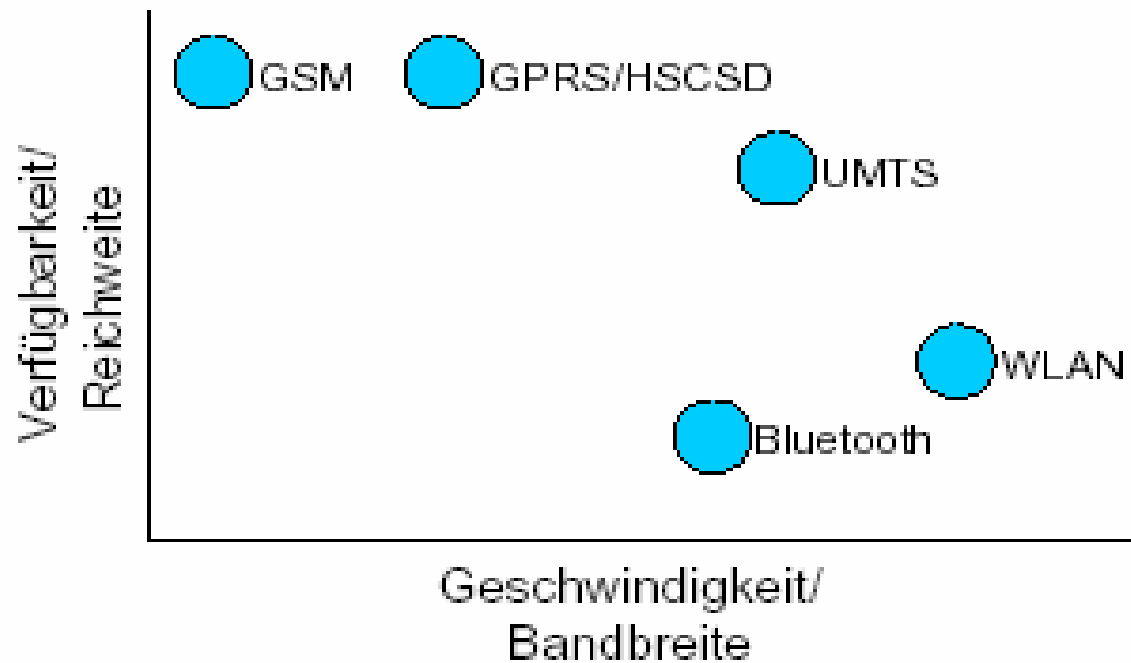 GSM
GPRS/HSCSD
UMTS
Verfügbarkeit/
Reichweite
WLAN
Bluetooth
Geschwindigkeit/
Bandbreite